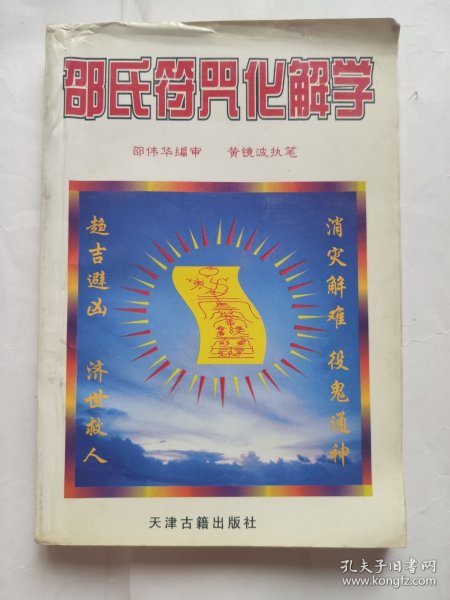 邵氏符咒化解学
邵伟华编审 黄镜波执笔
消灾解难 役鬼通神
趋吉避凶 济世救人
天津古籍出版社
孔夫子旧书网
www.kongfz.com